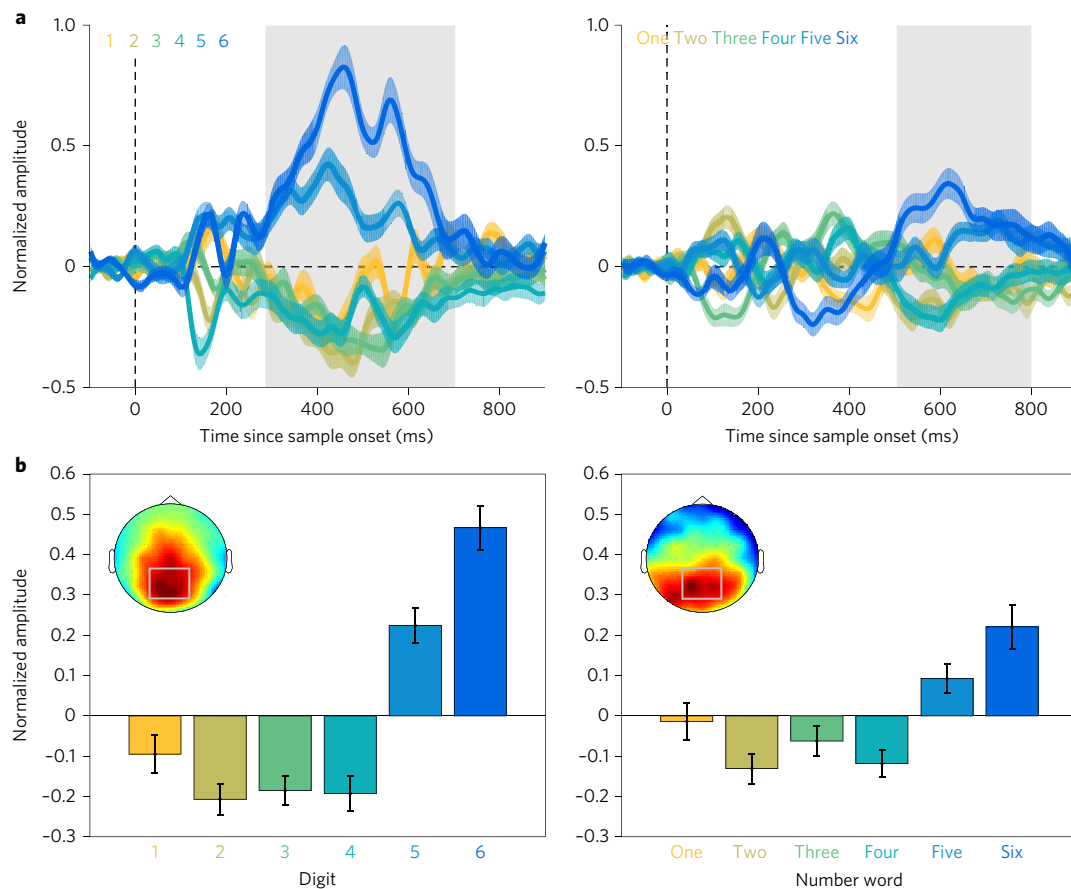 a
1 2 3 4 5 6
One Two Three Four Five Six
Normalized amplitude
1.0
0.5
0
–0.5
0 200 400 600 800
Time since sample onset (ms)
1.0
0.5
0
–0.5
0 200 400 600 800
Time since sample onset (ms)
b
Normalized amplitude
0.6
0.5
0.4
0.3
0.2
0.1
0
–0.1
–0.2
–0.3
1 2 3 4 5 6
Digit
0.6
0.5
0.4
0.3
0.2
0.1
0
–0.1
–0.2
–0.3
One Two Three Four Five Six
Number word